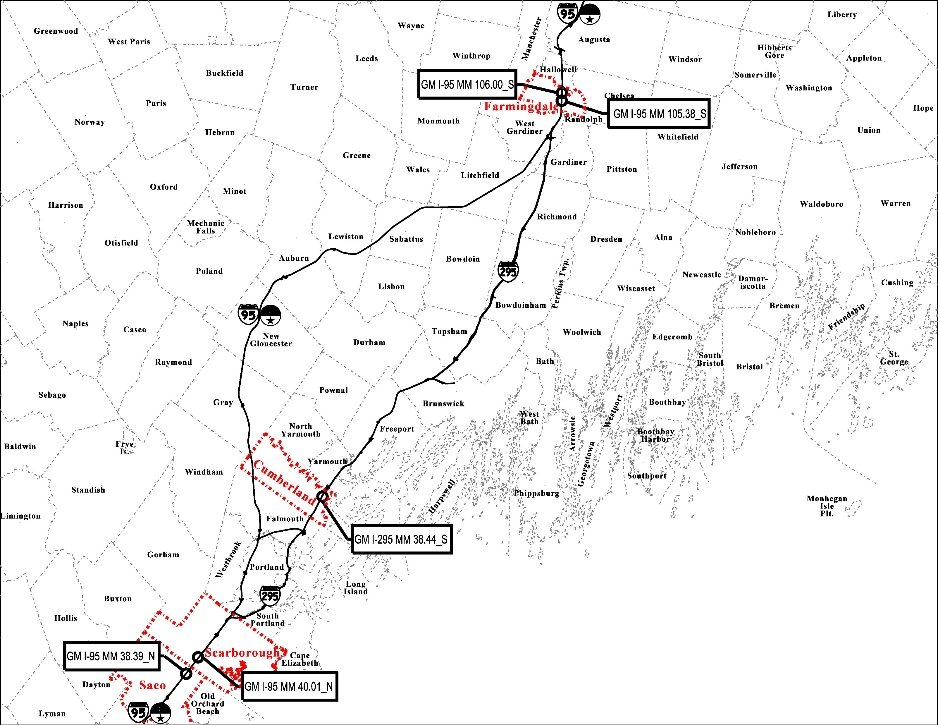 95
Liberty
Greenwood
Wayne
Manchester
Augusta
West Paris
Hibberts
Gore
Leeds
Winthrop
Windsor
Appleton
Buckfield
Hallowell
Somerville
Turner
GM I-95 MM 106.00_S
Washington
Paris
Chelsea
Farmingdale
Hope
GM I-95 MM 105.38_S
Norway
Monmouth
West
Gardiner
Randolph
Hebron
Union
Whitefield
Greene
Gardiner
Wales
Litchfield
Pittston
Jefferson
Oxford
Minot
Harrison
Waldoboro
Warren
Mechanic
Falls
Richmond
Otisfield
Lewiston
Sabattus
Dresden
Alna
Nobleboro
Auburn
Bowdoin
Poland
295
Perkins Twp.
Newcastle
Damar-
iscotta
Cushing
Lisbon
Wiscasset
Bowdoinham
Bremen
95
Friendship
Naples
Casco
New
Gloucester
Durham
Topsham
Woolwich
Edgecomb
Raymond
Bath
South
Bristol
Bristol
St.
George
Sebago
Pownal
Gray
Brunswick
Westport
Boothbay
West
Bath
Arrowsic
North
Yarmouth
Freeport
Boothbay
Harbor
Baldwin
Frye
Georgetown
Yarmouth
Windham
Cumberland
Southport
Standish
Harpswell
Phippsburg
Monhegan
Isle
Plt.
Limington
Falmouth
GM I-295 MM 38.44_S
Gorham
Westbrook
Portland
Long
Island
Buxton
295
Hollis
South
Portland
GM I-95 MM 38.39_N
Scarborough
Cape
Elizabeth
Dayton
Saco
GM I-95 MM 40.01_N
Old
Orchard
Beach
Lyman
95